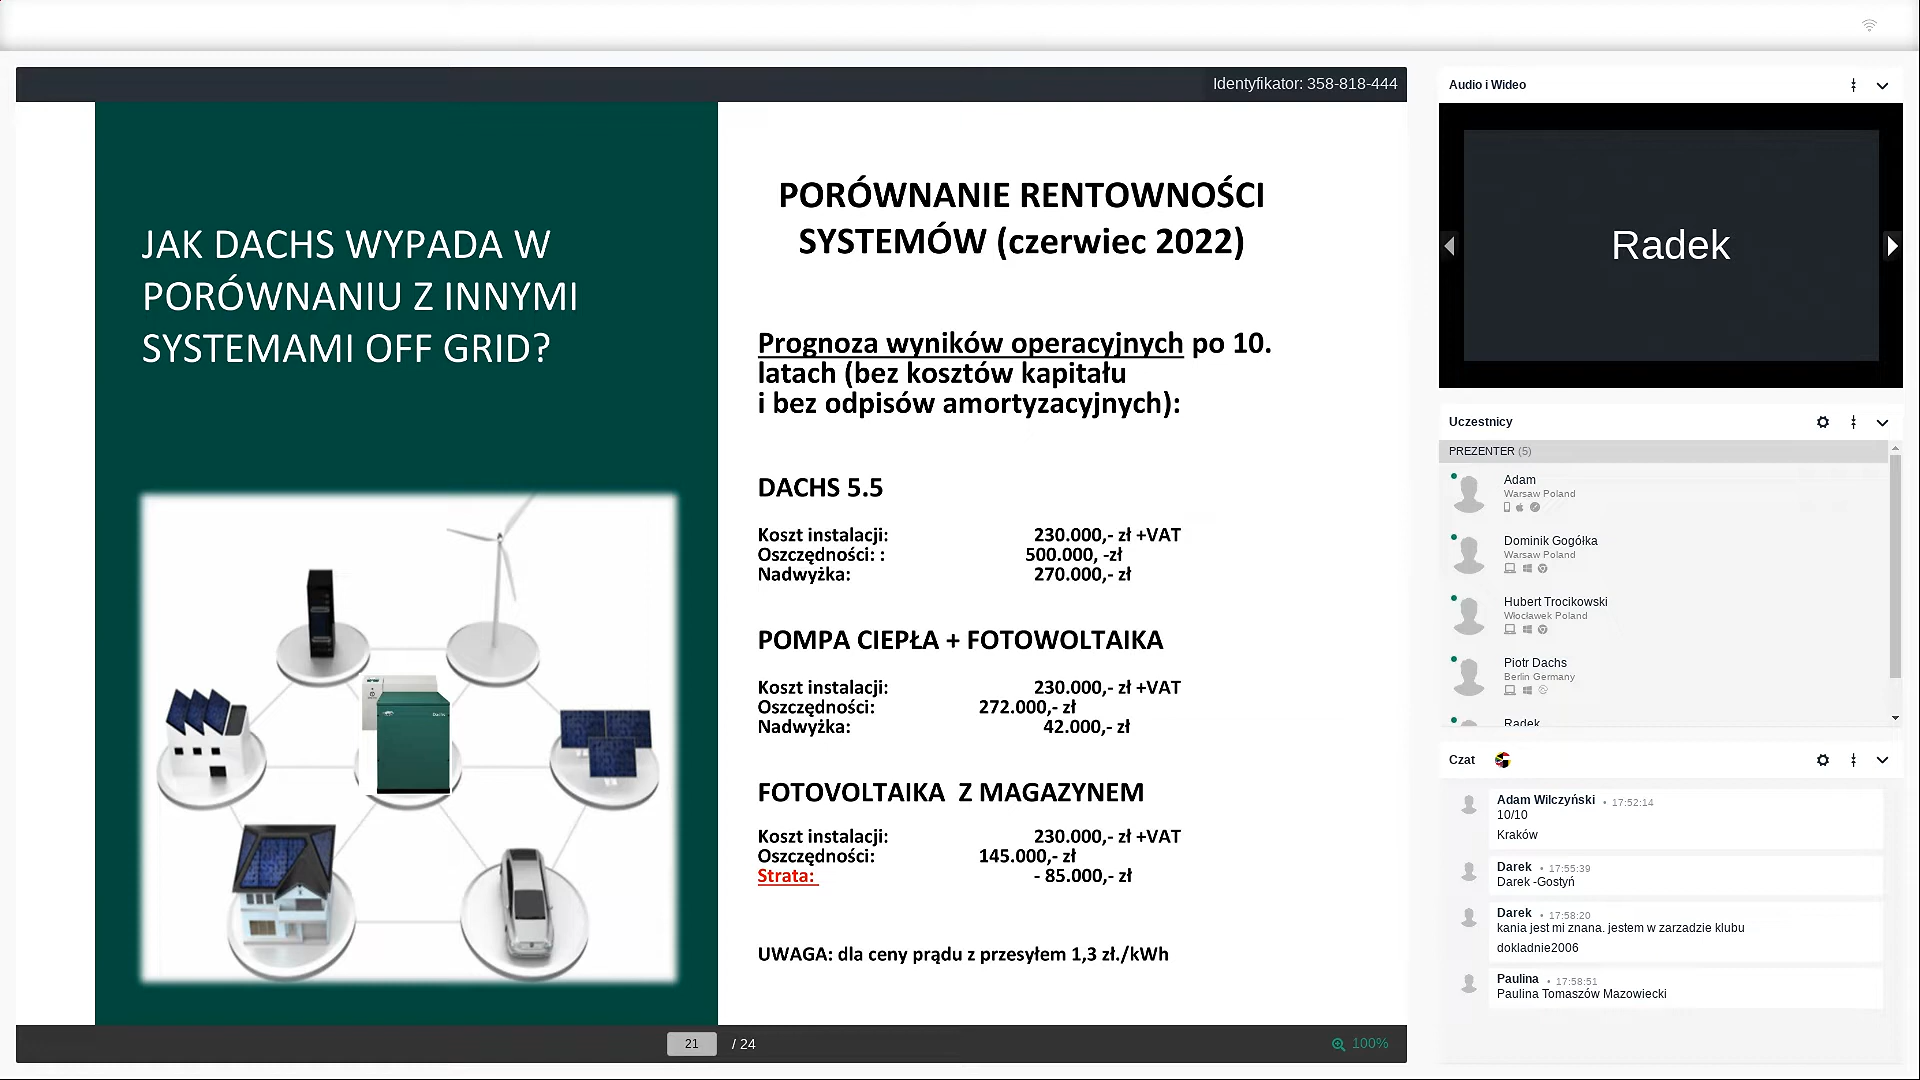 Identyfikator: 358-818-444
JAK DACHS WYPADA W
PORÓWNANIU Z INNYMI
SYSTEMAMI OFF GRID?
PORÓWNANIE RENTOWNOŚCI
SYSTEMÓW (czerwiec 2022)
Prognoza wyników operacyjnych po 10.
latach (bez kosztów kapitału
i bez odpisów amortyzacyjnych):
DACHS 5.5
Koszt instalacji: 230.000,- zł +VAT
Oszczędności: : 500.000, -zł
Nadwyżka: 270.000,- zł
POMPA CIEPŁA + FOTOWOLTAIKA
Koszt instalacji: 230.000,- zł +VAT
Oszczędności: 272.000,- zł
Nadwyżka: 42.000,- zł
FOTOVOLTAIKA Z MAGAZYNEM
Koszt instalacji: 230.000,- zł +VAT
Oszczędności: 145.000,- zł
Strata: - 85.000,- zł
UWAGA: dla ceny prądu z przesyłem 1,3 zł./kWh
Dachs
21 / 24
100%
Audio i Wideo
Radek
Uczestnicy
PREZENTER (5)
Adam
Warsaw Poland
Dominik Gogółka
Warsaw Poland
Hubert Trocikowski
Włocławek Poland
Piotr Dachs
Berlin Germany
Radek
Czat
Adam Wilczyński • 17:52:14
10/10
Kraków
Darek • 17:55:39
Darek -Gostyń
Darek • 17:58:20
kania jest mi znana. jestem w zarzadzie klubu
dokladnie2006
Paulina • 17:58:51
Paulina Tomaszów Mazowiecki